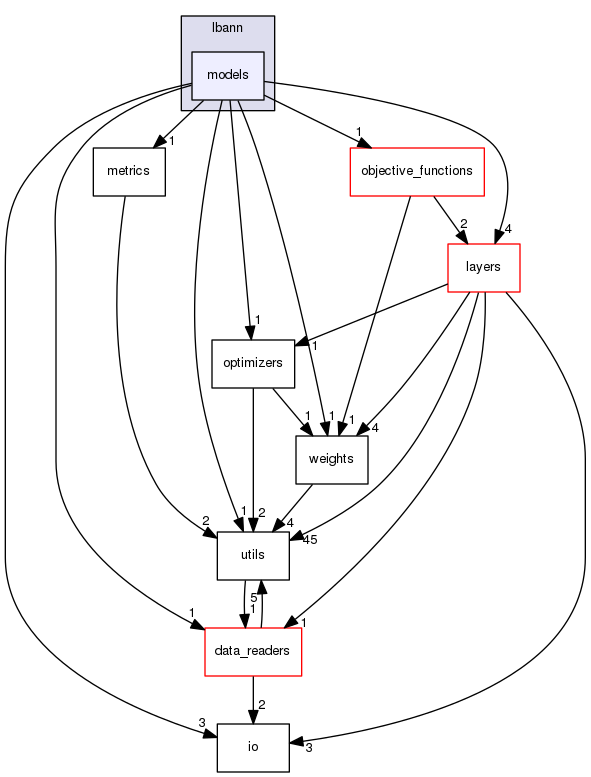 lbann
models
1
1
metrics
objective_functions
2
4
layers
1
1
optimizers
1
1
1
4
weights
2
1
2
4
45
utils
5
1
1
1
data_readers
2
3
3
io